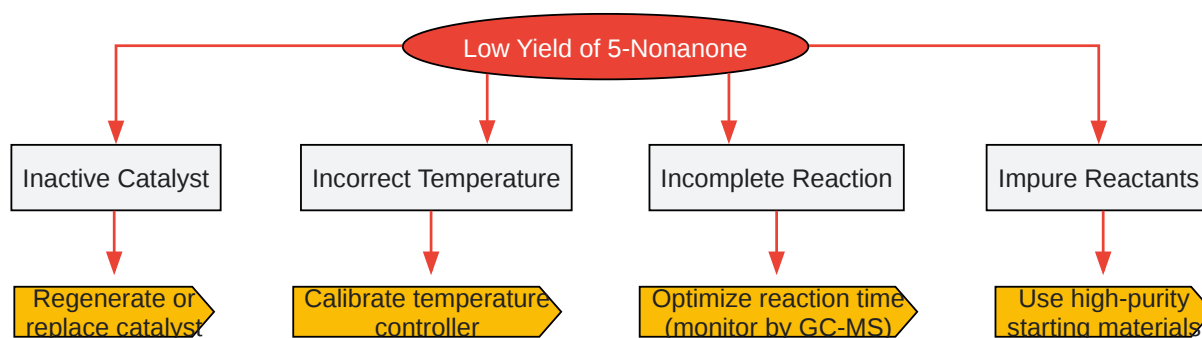 Low Yield of 5-Nonanone
Inactive Catalyst
Incorrect Temperature
Incomplete Reaction
Impure Reactants
Regenerate or
replace catalyst
Calibrate temperature
controller
Optimize reaction time
(monitor by GC-MS)
Use high-purity
starting materials